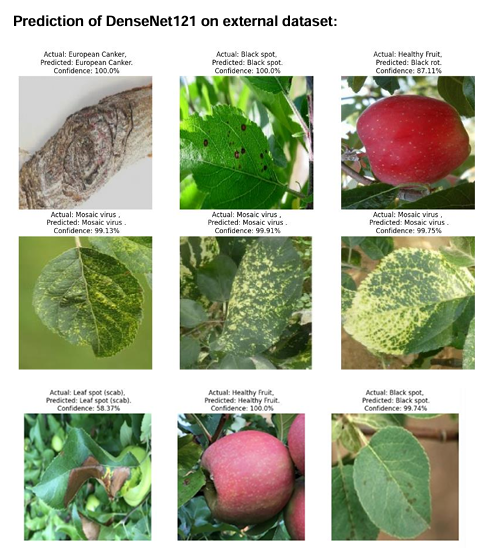 Prediction of DenseNet121 on external dataset:
Actual: European Canker,
Predicted: European Canker.
Confidence: 100.0%
Actual: Black spot,
Predicted: Black spot.
Confidence: 100.0%
Actual: Healthy Fruit,
Predicted: Black rot.
Confidence: 87.11%
Actual: Mosaic virus ,
Predicted: Mosaic virus .
Confidence: 99.13%
Actual: Mosaic virus ,
Predicted: Mosaic virus .
Confidence: 99.91%
Actual: Mosaic virus ,
Predicted: Mosaic virus .
Confidence: 99.75%
Actual: Leaf spot (scab),
Predicted: Leaf spot (scab).
Confidence: 58.37%
Actual: Healthy Fruit,
Predicted: Healthy Fruit.
Confidence: 100.0%
Actual: Black spot,
Predicted: Black spot.
Confidence: 99.74%